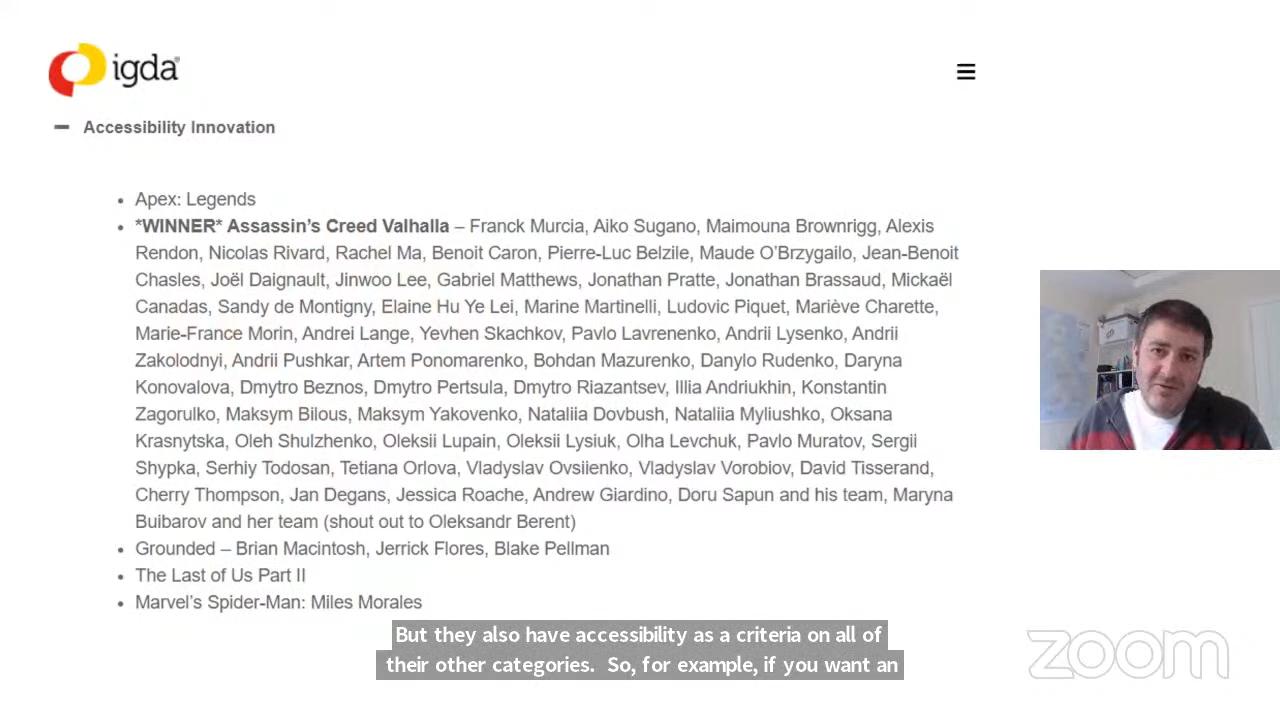 igda
Accessibility Innovation
Apex: Legends
*WINNER* Assassin's Creed Valhalla – Franck Murcia, Aiko Sugano, Maimouna Brownrigg, Alexis
Rendon, Nicolas Rivard, Rachel Ma, Benoit Caron, Pierre-Luc Belzile, Maude O'Brzygailo, Jean-Benoit
Chasles, Joël Daignault, Jinwoo Lee, Gabriel Matthews, Jonathan Pratte, Jonathan Brassaud, Mickaël
Canadas, Sandy de Montigny, Elaine Hu Ye Lei, Marine Martinelli, Ludovic Piquet, Mariève Charette,
Marie-France Morin, Andrei Lange, Yevhen Skachkov, Pavlo Lavrenenko, Andrii Lysenko, Andrii
Zakolodnyi, Andrii Pushkar, Artem Ponomarenko, Bohdan Mazurenko, Danylo Rudenko, Daryna
Konovalova, Dmytro Beznos, Dmytro Pertsula, Dmytro Riazantsev, Illia Andriukhin, Konstantin
Zagorulko, Maksym Bilous, Maksym Yakovenko, Nataliia Dovbush, Nataliia Myliushko, Oksana
Krasnytska, Oleh Shulzhenko, Oleksii Lupain, Oleksii Lysiuk, Olha Levchuk, Pavlo Muratov, Sergii
Shypka, Serhiy Todosan, Tetiana Orlova, Vladyslav Ovsiienko, Vladyslav Vorobiov, David Tisserand,
Cherry Thompson, Jan Degans, Jessica Roache, Andrew Giardino, Doru Sapun and his team, Maryna
Buibarov and her team (shout out to Oleksandr Berent)
Grounded – Brian Macintosh, Jerrick Flores, Blake Pellman
The Last of Us Part II
Marvel's Spider-Man: Miles Morales
But they also have accessibility as a criteria on all of
their other categories. So, for example, if you want an
zoom